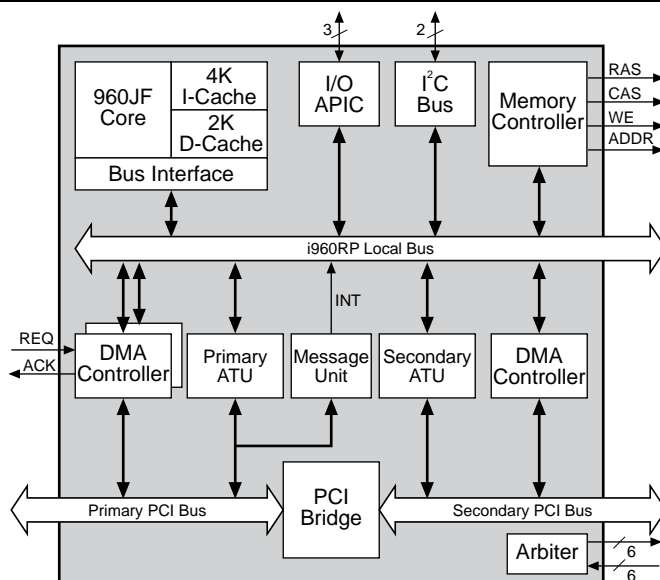 3
2
960JF
Core
4K
I-Cache
2K
D-Cache
Bus Interface
I/O
APIC
I²C
Bus
Memory
Controller
RAS
CAS
WE
ADDR
i960RP Local Bus
INT
REQ
ACK
DMA
Controller
Primary
ATU
Message
Unit
Secondary
ATU
DMA
Controller
Primary PCI Bus
PCI
Bridge
Secondary PCI Bus
Arbiter
6
6